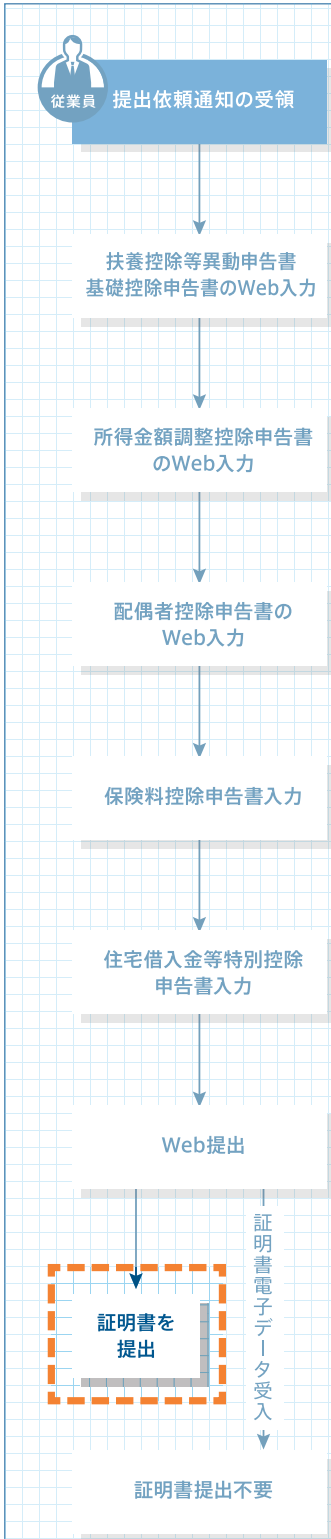 従業員
提出依頼通知の受領
扶養控除等異動申告書
基礎控除申告書のWeb入力
所得金額調整控除申告書
のWeb入力
配偶者控除申告書の
Web入力
保険料控除申告書入力
住宅借入金等特別控除
申告書入力
Web提出
証明書を
提出
証明書電子データ受入
証明書提出不要